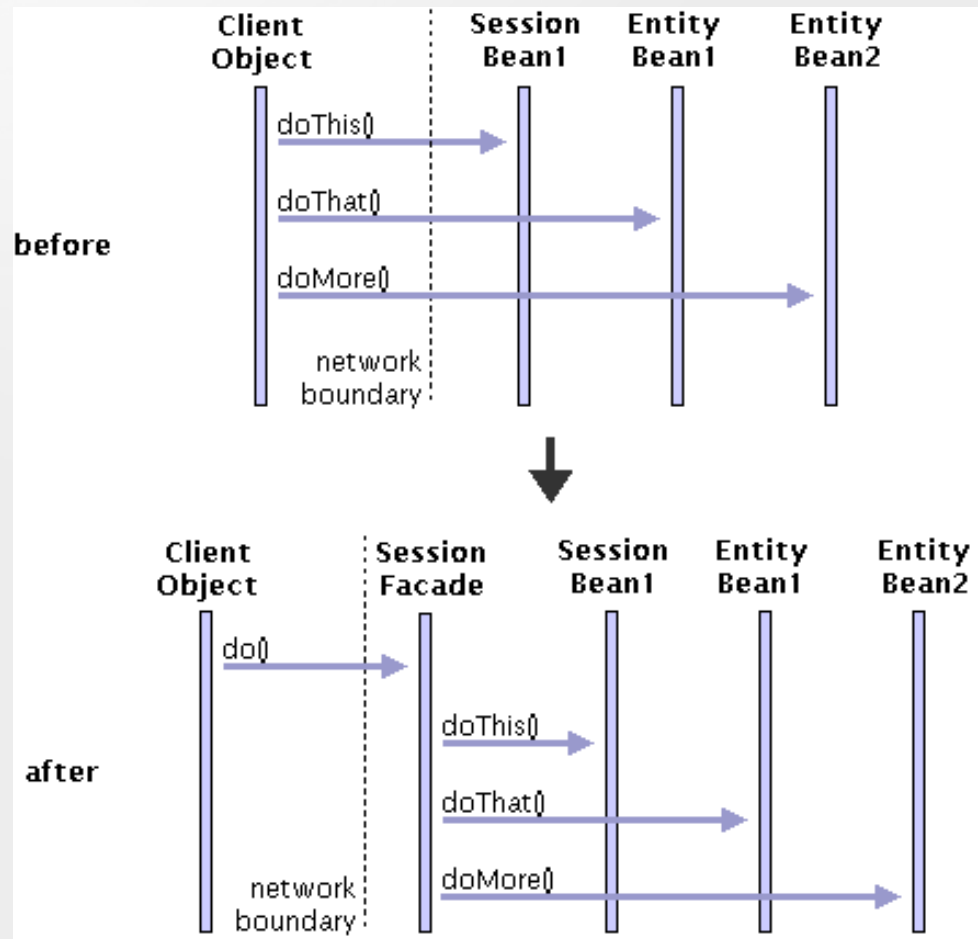 Client Object
Session Bean1
Entity Bean1
Entity Bean2
doThis()
doThat()
before
doMore()
network boundary
Client Object
Session Facade
Session Bean1
Entity Bean1
Entity Bean2
do()
doThis()
after
doThat()
doMore()
network boundary